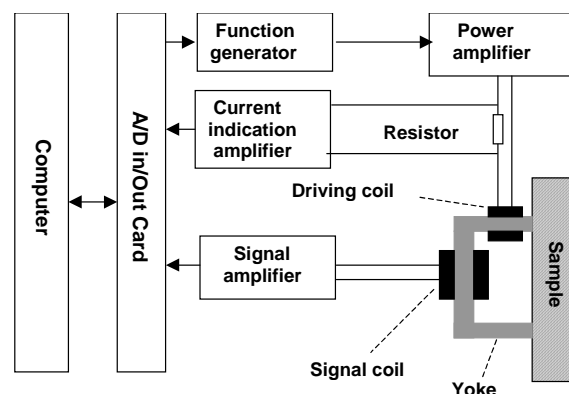 Computer
A/D in/Out Card
Function
generator
Power
amplifier
Current
indication
amplifier
Resistor
Driving coil
Signal
amplifier
Sample
Signal coil
Yoke